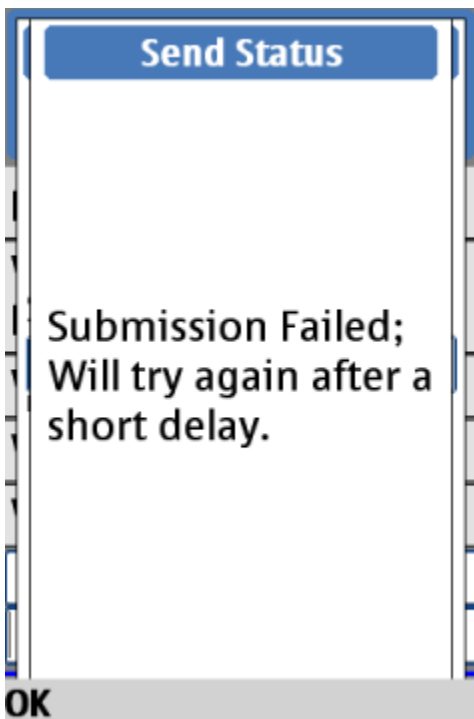 Send Status
Submission Failed;
Will try again after a
short delay.
OK